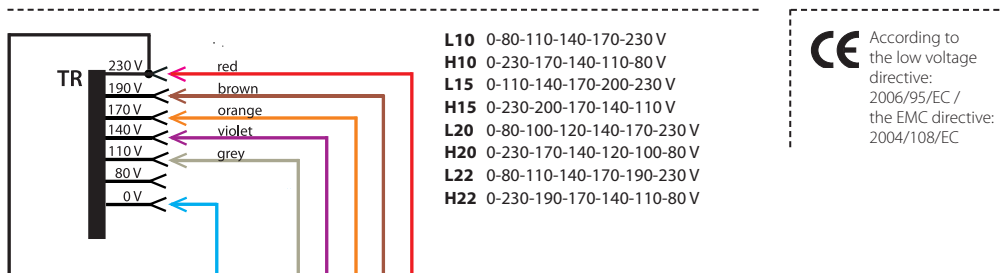 TR
230 V
red
190 V
brown
170 V
orange
140 V
violet
110 V
grey
80 V
0 V
L10 0-80-110-140-170-230 V
H10 0-230-170-140-110-80 V
L15 0-110-140-170-200-230 V
H15 0-230-200-170-140-110 V
L20 0-80-100-120-140-170-230 V
H20 0-230-170-140-120-100-80 V
L22 0-80-110-140-170-190-230 V
H22 0-230-190-170-140-110-80 V
CE
According to
the low voltage
directive:
2006/95/EC /
the EMC directive:
2004/108/EC